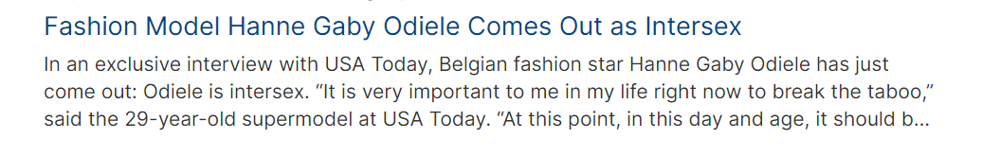 Fashion Model Hanne Gaby Odiele Comes Out as Intersex
In an exclusive interview with USA Today, Belgian fashion star Hanne Gaby Odiele has just
come out: Odiele is intersex. “It is very important to me in my life right now to break the taboo,”
said the 29-year-old supermodel at USA Today. “At this point, in this day and age, it should b...